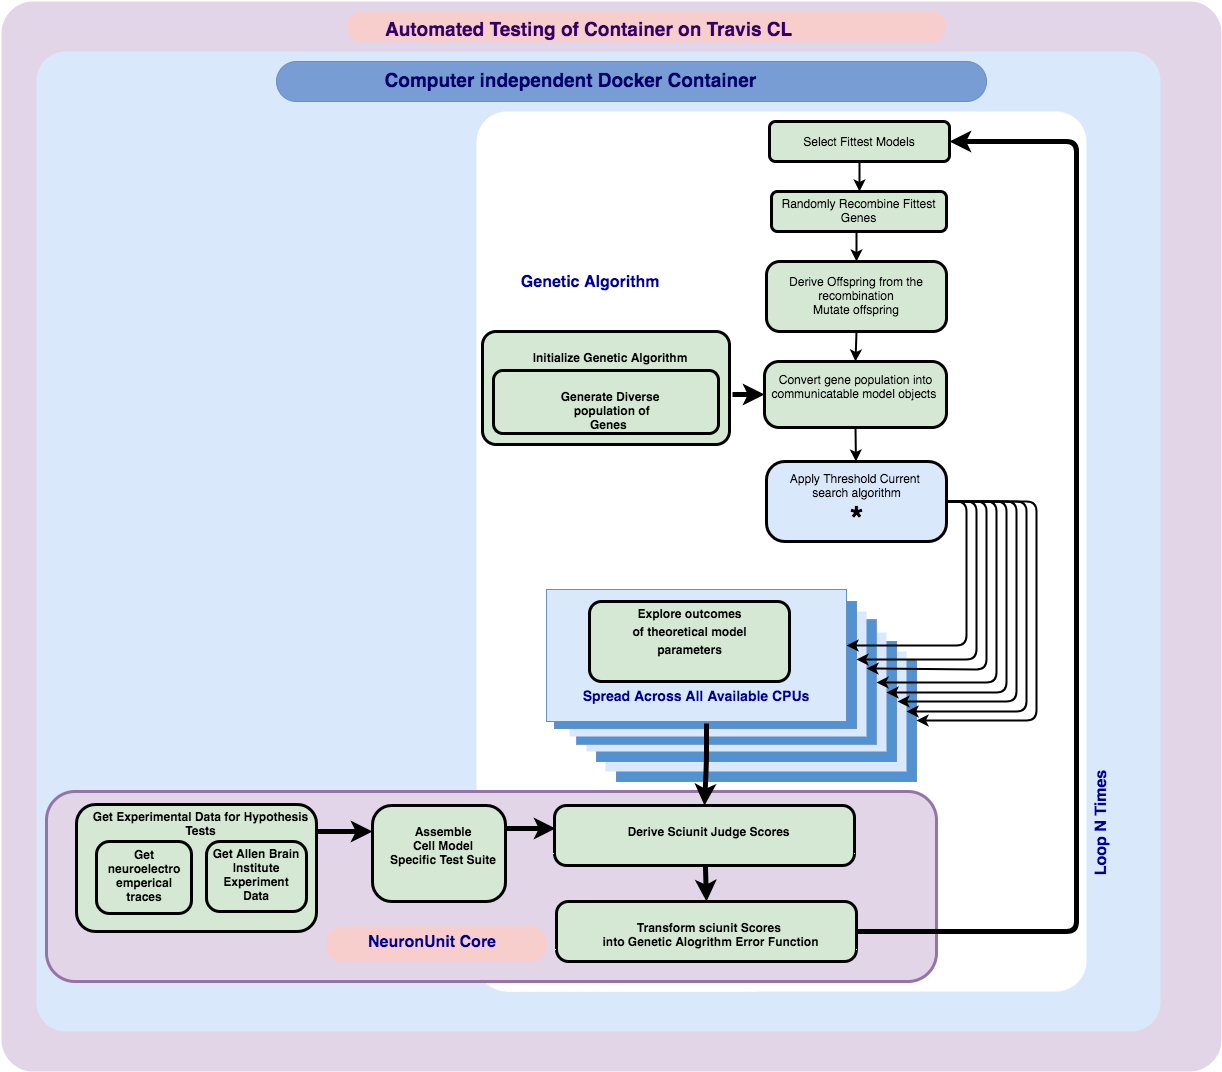 Automated Testing of Container on Travis CL
Computer independent Docker Container
Select Fittest Models
Randomly Recombine Fittest
Genes
Genetic Algorithm
Derive Offspring from the
recombination
Mutate offspring
Initialize Genetic Algorithm
Generate Diverse
population of
Genes
Convert gene population into
communicatable model objects
Apply Threshold Current
search algorithm
*
Explore outcomes
of theoretical model
parameters
Spread Across All Available CPUs
Loop N Times
Get Experimental Data for Hypothesis
Tests
Get
neuroelectro
emperical
traces
Get Allen Brain
Institute
Experiment
Data
Assemble
Cell Model
Specific Test Suite
Derive Sciunit Judge Scores
NeuronUnit Core
Transform sciunit Scores
into Genetic Alogrithm Error Function